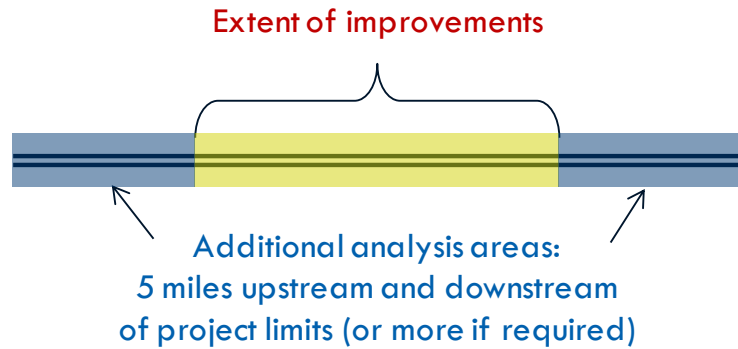 Extent of improvements
Additional analysis areas:
5 miles upstream and downstream
of project limits (or more if required)